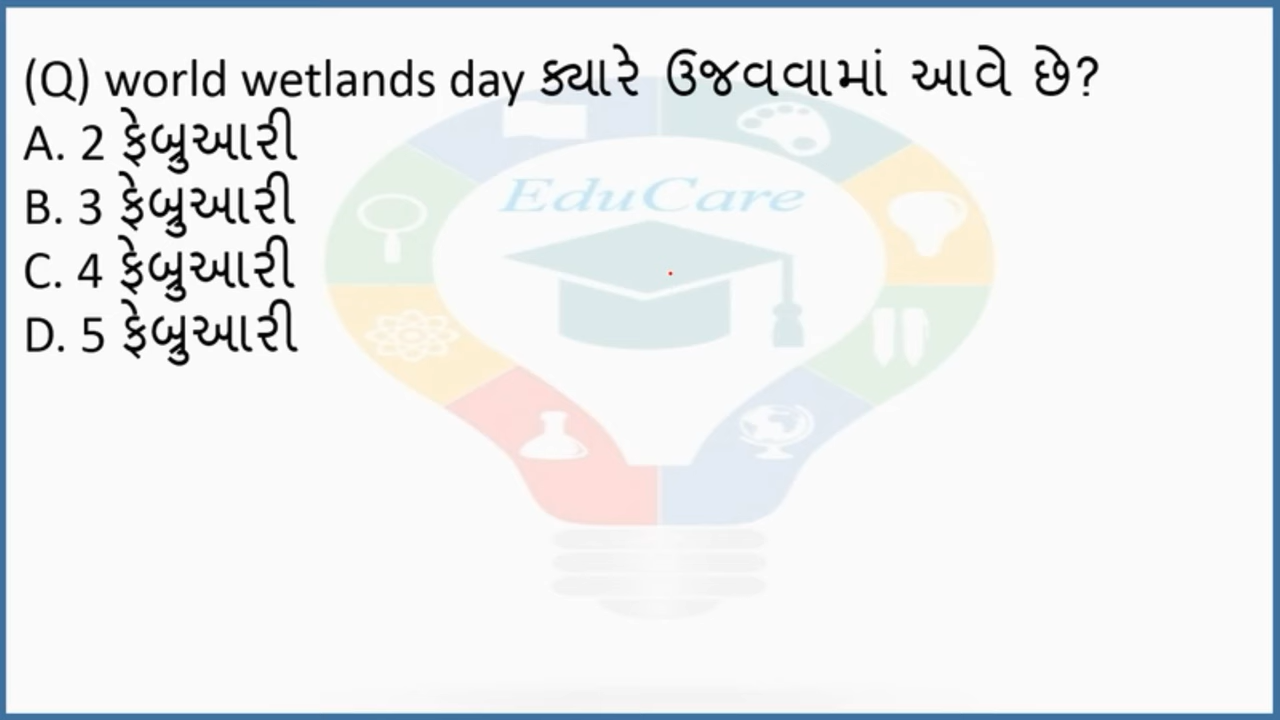 (Q) world wetlands day ક્યારે ઉજવવામાં આવે છે?
A. 2 ફેબ્રુઆરી
B. 3 ફેબ્રુઆરી
C. 4 ફેબ્રુઆરી
D. 5 ફેબ્રુઆરી
EduCare